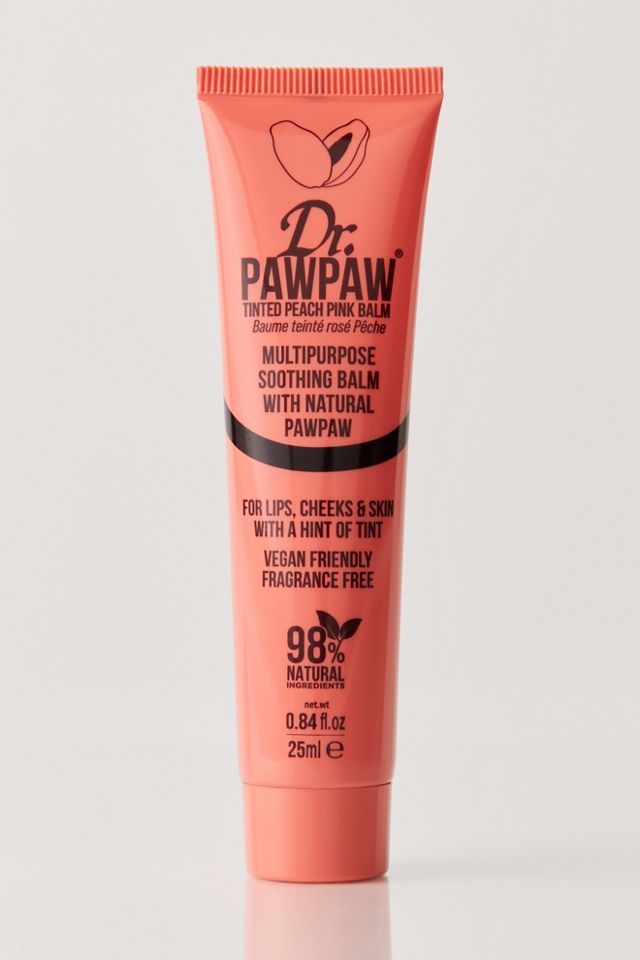 Dr.
PAWPAW®
TINTED PEACH PINK BALM
Baume teinté rosé Pêche
MULTIPURPOSE
SOOTHING BALM
WITH NATURAL
PAWPAW
FOR LIPS, CHEEKS & SKIN
WITH A HINT OF TINT
VEGAN FRIENDLY
FRAGRANCE FREE
98%
NATURAL
INGREDIENTS
net.wt
0.84 fl.oz
25ml ℮